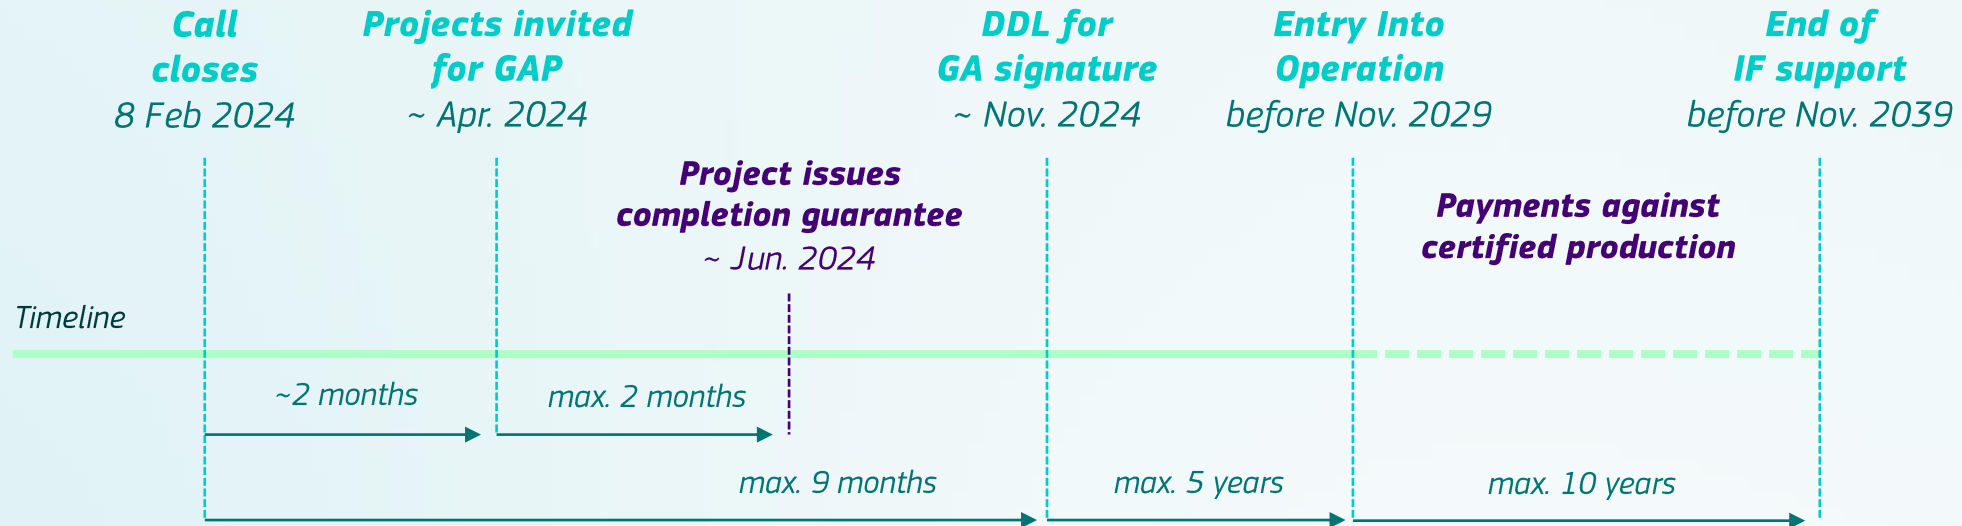 Call
closes
8 Feb 2024
Projects invited
for GAP
~ Apr. 2024
DDL for
GA signature
~ Nov. 2024
Entry Into
Operation
before Nov. 2029
End of
IF support
before Nov. 2039
Project issues
completion guarantee
~ Jun. 2024
Payments against
certified production
Timeline
~2 months
max. 2 months
max. 9 months
max. 5 years
max. 10 years